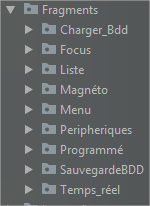 Fragments
Charger_Bdd
Focus
Liste
Magnéto
Menu
Peripheriques
Programmé
SauvegardeBDD
Temps_réel